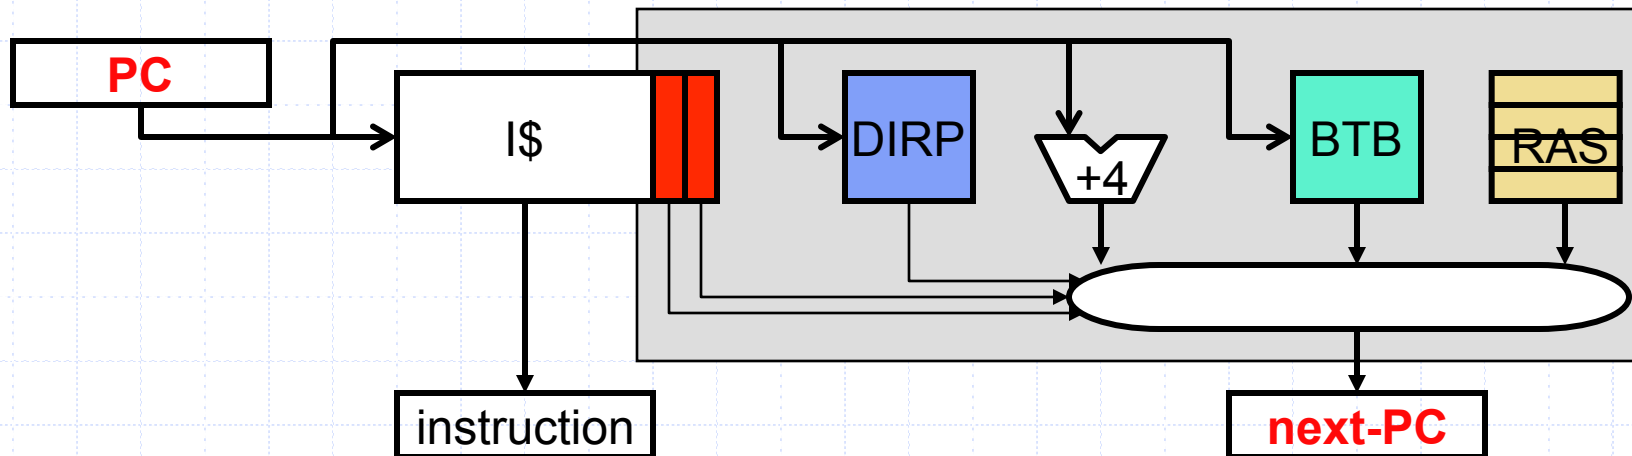 PC
I$
DIRP
+4
BTB
RAS
instruction
next-PC